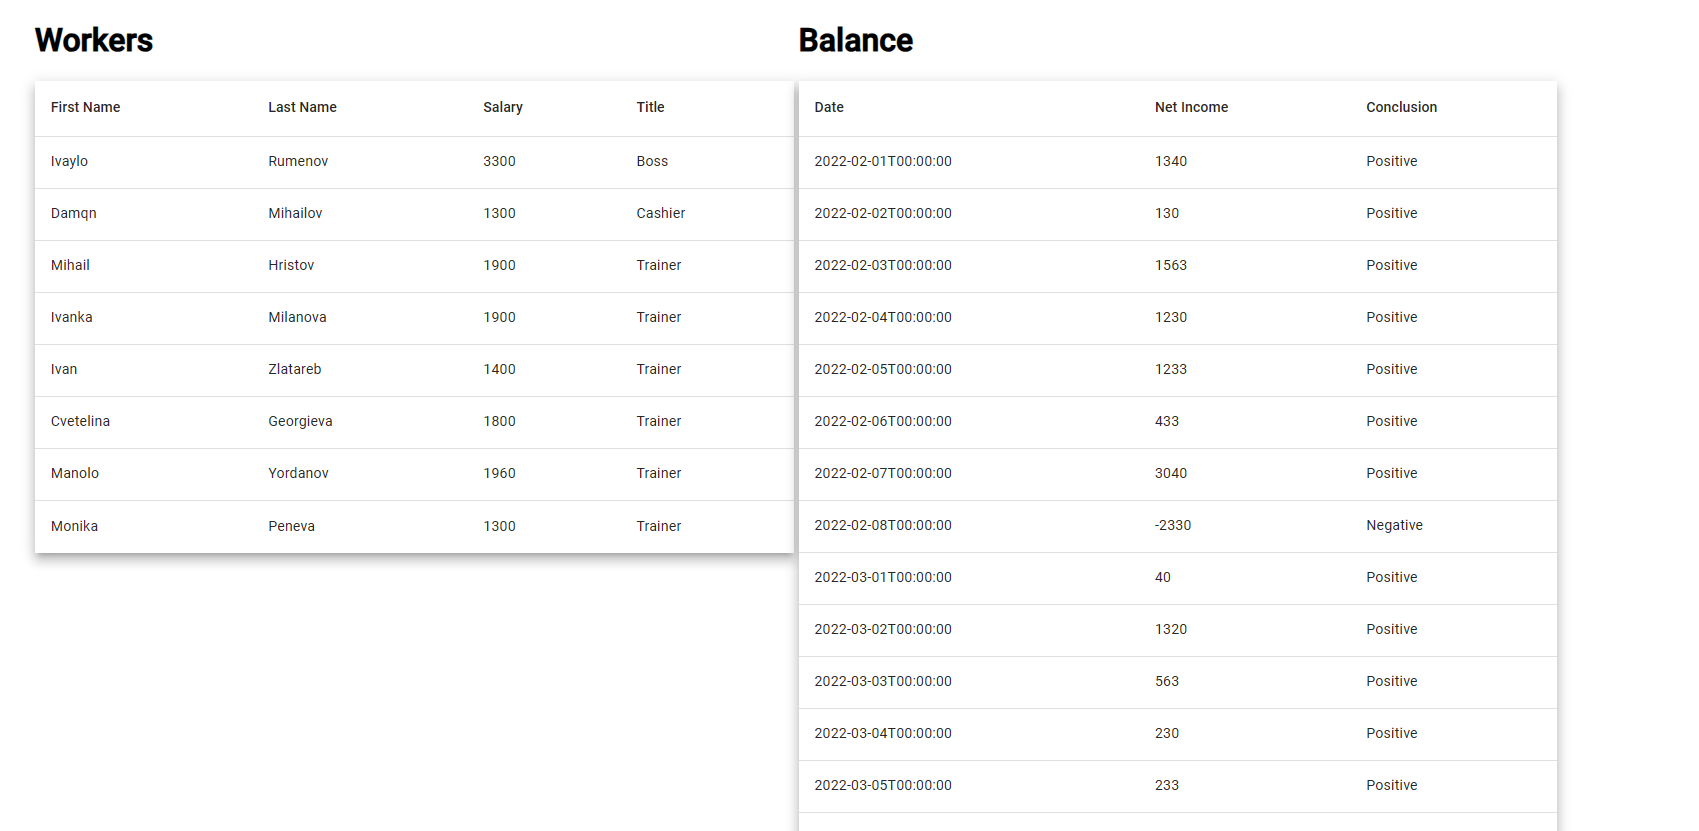 Workers
First Name Last Name Salary Title
Ivaylo Rumenov 3300 Boss
Damqn Mihailov 1300 Cashier
Mihail Hristov 1900 Trainer
Ivanka Milanova 1900 Trainer
Ivan Zlatareb 1400 Trainer
Cvetelina Georgieva 1800 Trainer
Manolo Yordanov 1960 Trainer
Monika Peneva 1300 Trainer
Balance
Date Net Income Conclusion
2022-02-01T00:00:00 1340 Positive
2022-02-02T00:00:00 130 Positive
2022-02-03T00:00:00 1563 Positive
2022-02-04T00:00:00 1230 Positive
2022-02-05T00:00:00 1233 Positive
2022-02-06T00:00:00 433 Positive
2022-02-07T00:00:00 3040 Positive
2022-02-08T00:00:00 -2330 Negative
2022-03-01T00:00:00 40 Positive
2022-03-02T00:00:00 1320 Positive
2022-03-03T00:00:00 563 Positive
2022-03-04T00:00:00 230 Positive
2022-03-05T00:00:00 233 Positive